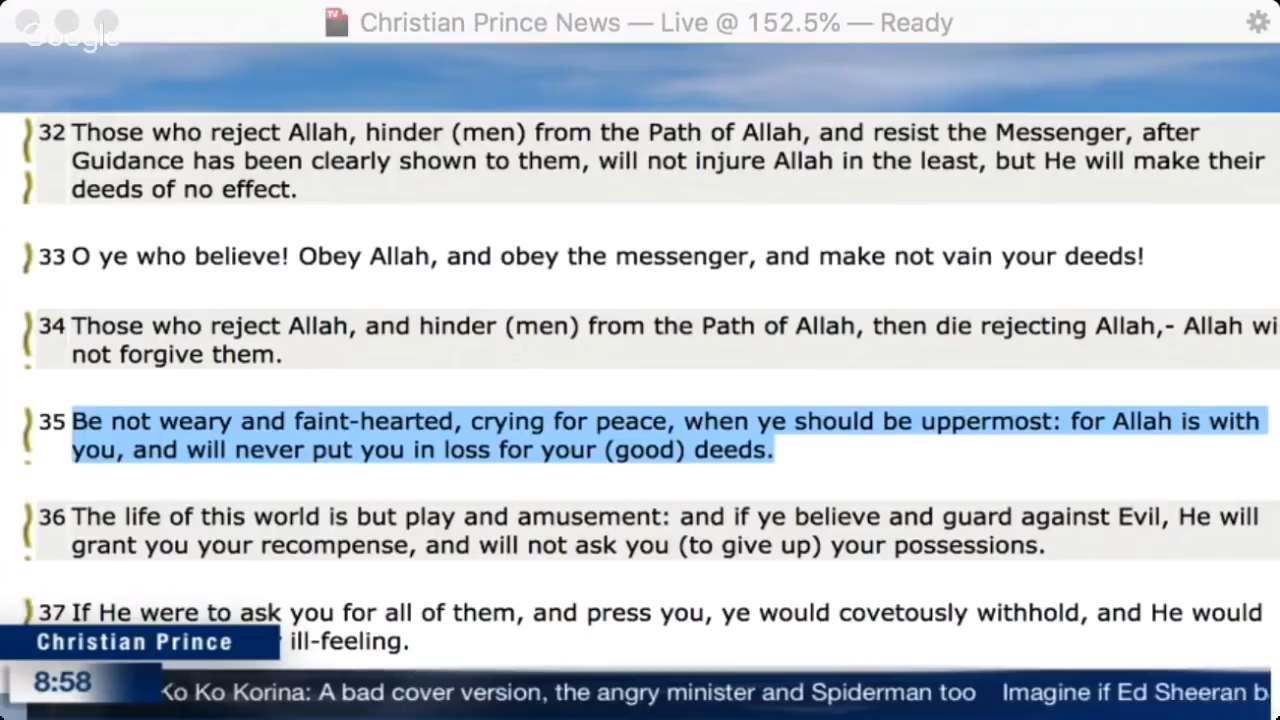 Christian Prince News — Live @ 152.5% — Ready
Google
32 Those who reject Allah, hinder (men) from the Path of Allah, and resist the Messenger, after
Guidance has been clearly shown to them, will not injure Allah in the least, but He will make their
deeds of no effect.
33 O ye who believe! Obey Allah, and obey the messenger, and make not vain your deeds!
34 Those who reject Allah, and hinder (men) from the Path of Allah, then die rejecting Allah,- Allah wi
not forgive them.
35 Be not weary and faint-hearted, crying for peace, when ye should be uppermost: for Allah is with
you, and will never put you in loss for your (good) deeds.
36 The life of this world is but play and amusement: and if ye believe and guard against Evil, He will
grant you your recompense, and will not ask you (to give up) your possessions.
37 If He were to ask you for all of them, and press you, ye would covetously withhold, and He would
ill-feeling.
Christian Prince
8:58
Ko Ko Korina: A bad cover version, the angry minister and Spiderman too Imagine if Ed Sheeran b